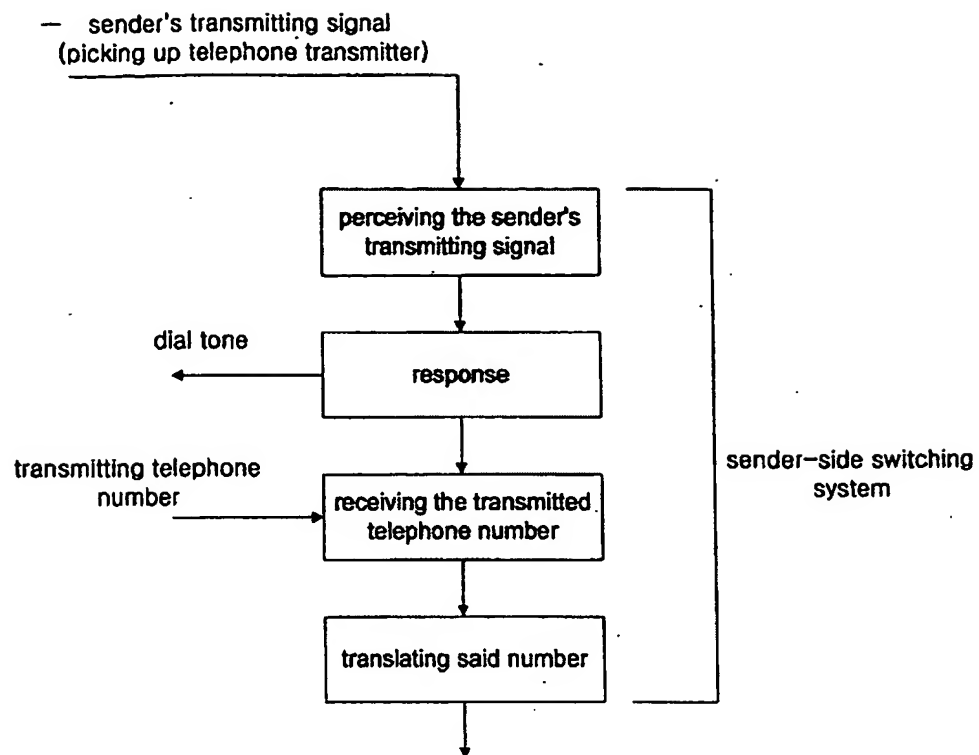 — sender's transmitting signal
(picking up telephone transmitter)
perceiving the sender's
transmitting signal
dial tone
response
transmitting telephone
number
receiving the transmitted
telephone number
sender-side switching
system
translating said number